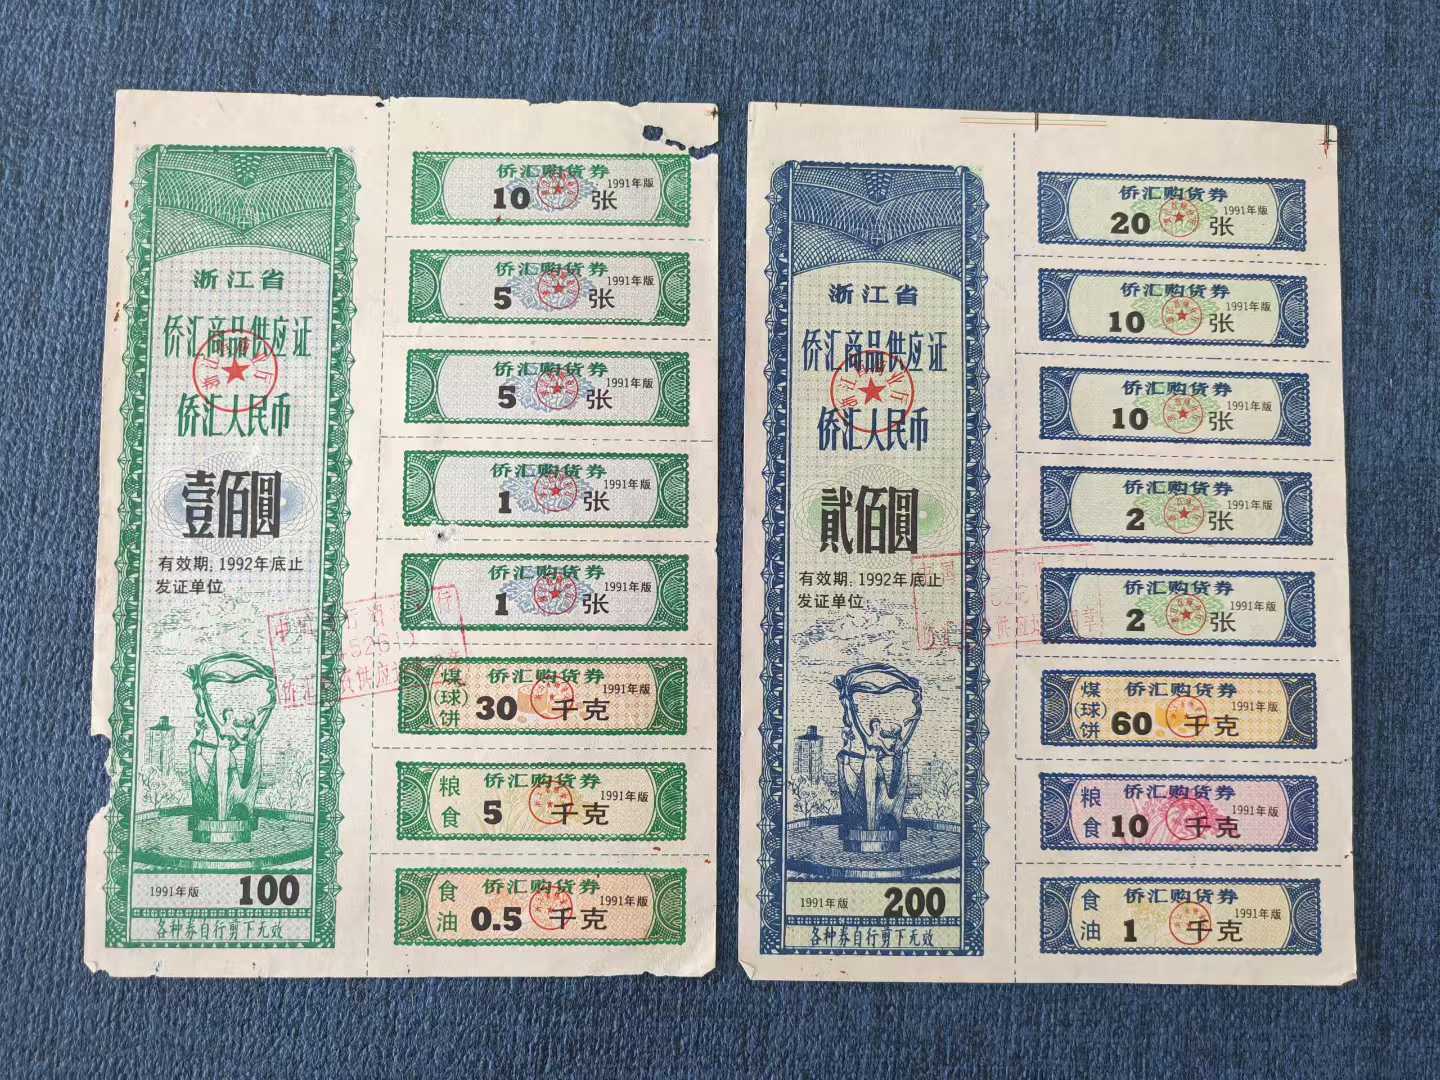 浙江省
侨汇商品供应证
侨汇人民币
壹佰圆
有效期：1992年底止
发证单位
1991年版 100
各种券自行剪下无效
侨汇购货券
10 张 1991年版
侨汇购货券
5 张 1991年版
侨汇购货券
5 张 1991年版
侨汇购货券
1 张 1991年版
侨汇购货券
1 张 1991年版
煤(球)饼 侨汇购货券
30 千克 1991年版
粮食 侨汇购货券
5 千克 1991年版
食油 侨汇购货券
0.5 千克 1991年版
浙江省
侨汇商品供应证
侨汇人民币
贰佰圆
有效期：1992年底止
发证单位
1991年版 200
各种券自行剪下无效
侨汇购货券
20 张 1991年版
侨汇购货券
10 张 1991年版
侨汇购货券
10 张 1991年版
侨汇购货券
2 张 1991年版
侨汇购货券
2 张 1991年版
煤(球)饼 侨汇购货券
60 千克 1991年版
粮食 侨汇购货券
10 千克 1991年版
食油 侨汇购货券
1 千克 1991年版